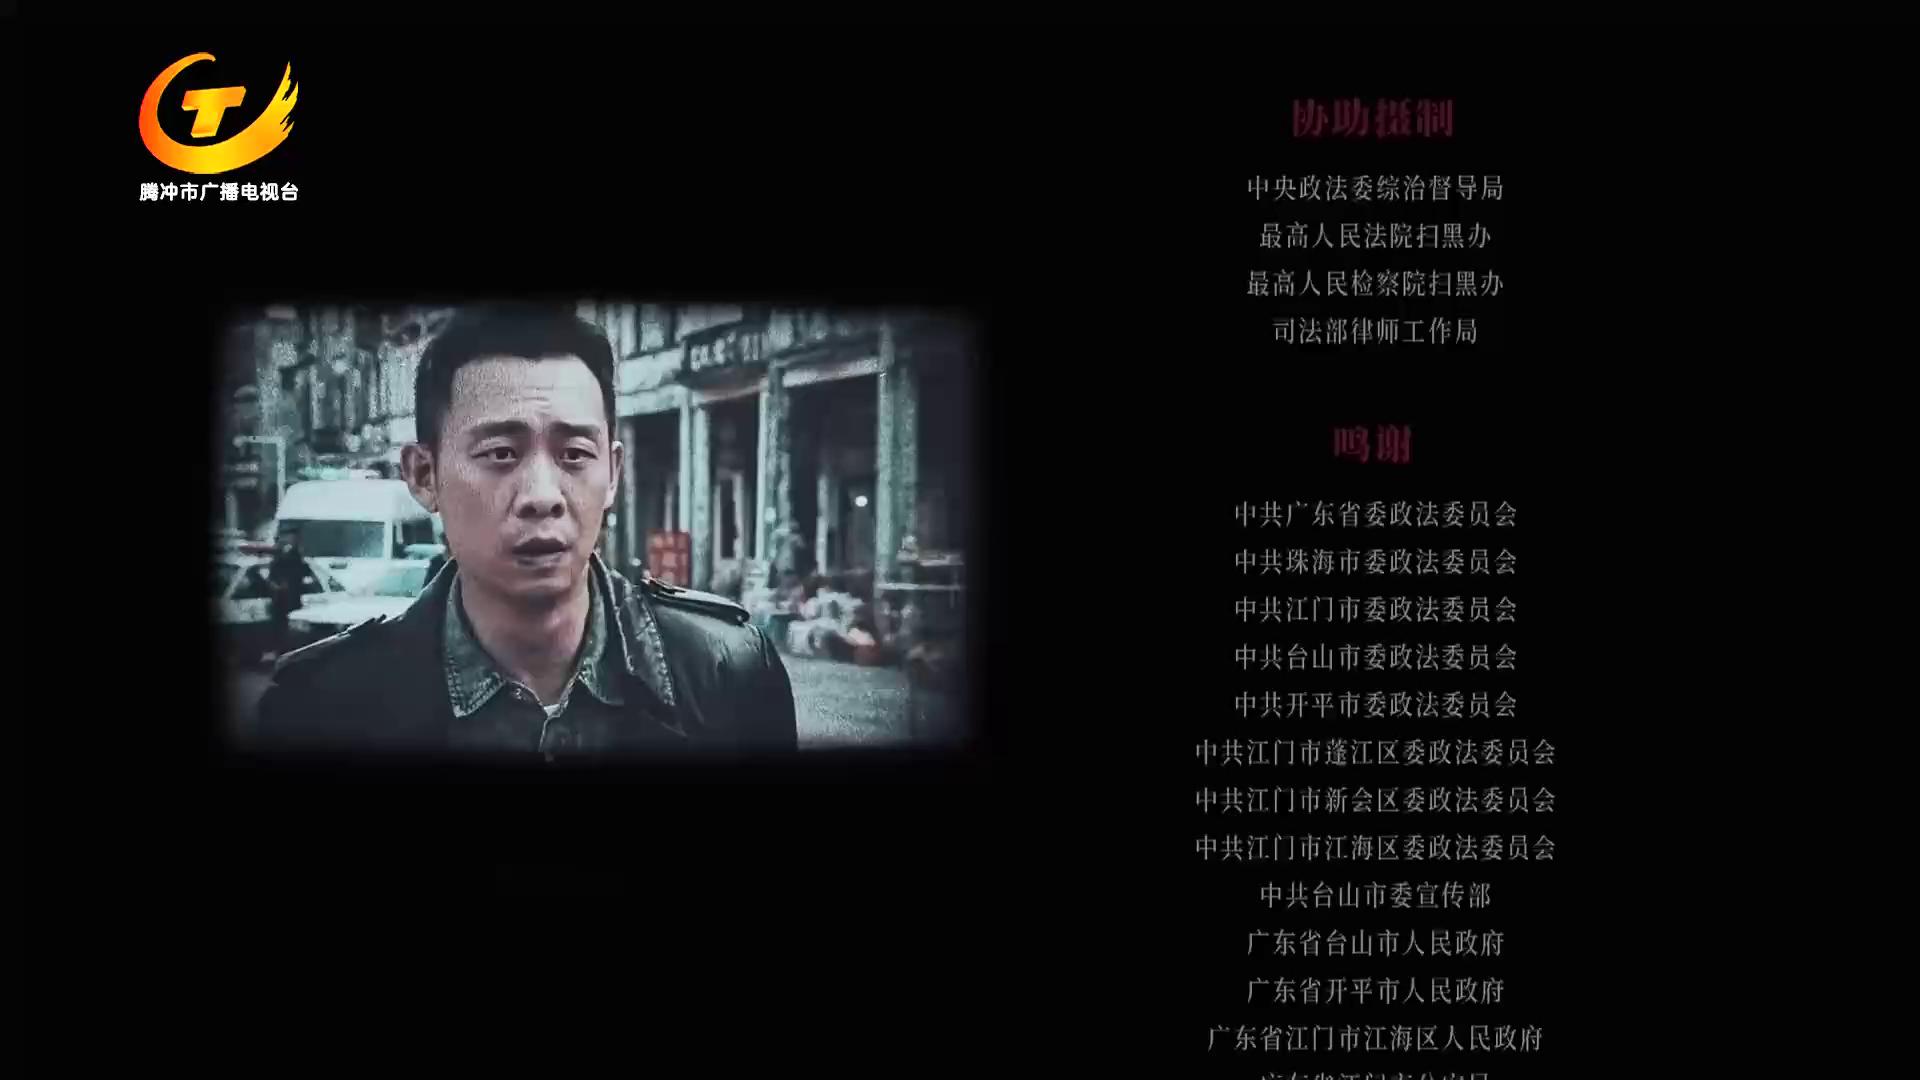 腾冲市广播电视台
协助摄制
中央政法委综治督导局
最高人民法院扫黑办
最高人民检察院扫黑办
司法部律师工作局
鸣谢
中共广东省委政法委员会
中共珠海市委政法委员会
中共江门市委政法委员会
中共台山市委政法委员会
中共开平市委政法委员会
中共江门市蓬江区委政法委员会
中共江门市新会区委政法委员会
中共江门市江海区委政法委员会
中共台山市委宣传部
广东省台山市人民政府
广东省开平市人民政府
广东省江门市江海区人民政府